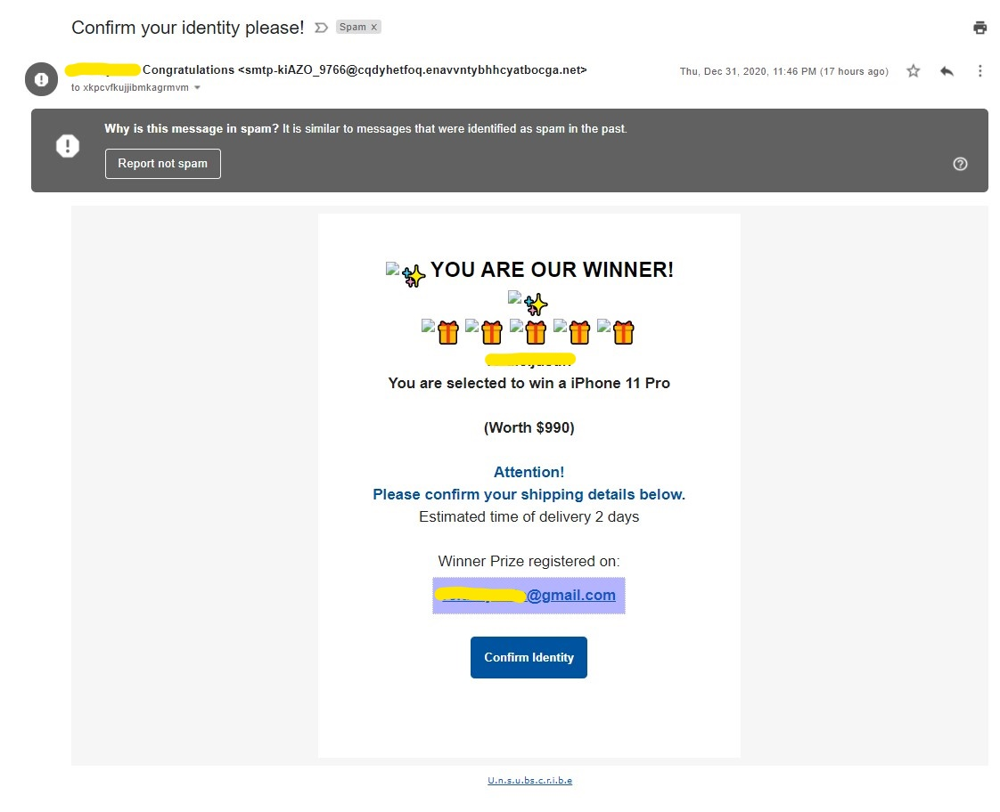 Confirm your identity please! Spam x
Congratulations <smtp-kiAZO_9766@cqdyhetfoq.enavvntybhhcyatbocga.net> Thu, Dec 31, 2020, 11:46 PM (17 hours ago)
to xkpcvfkujjibmkagrmvm
Why is this message in spam? It is similar to messages that were identified as spam in the past.
Report not spam
YOU ARE OUR WINNER!
You are selected to win a iPhone 11 Pro
(Worth $990)
Attention!
Please confirm your shipping details below.
Estimated time of delivery 2 days
Winner Prize registered on:
@gmail.com
Confirm Identity
U.n.s.u.bs.c.r.i.b.e